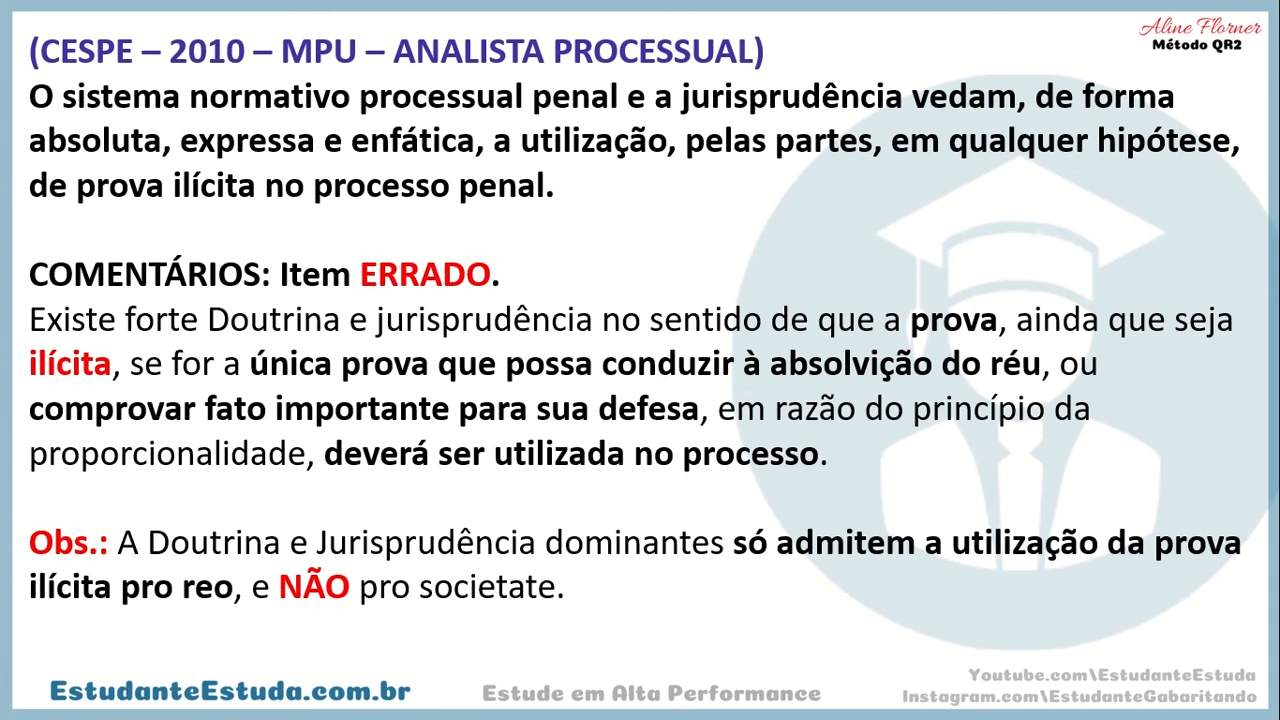 Aline Florner
Método QR2
(CESPE – 2010 – MPU – ANALISTA PROCESSUAL)
O sistema normativo processual penal e a jurisprudência vedam, de forma
absoluta, expressa e enfática, a utilização, pelas partes, em qualquer hipótese,
de prova ilícita no processo penal.
COMENTÁRIOS: Item ERRADO.
Existe forte Doutrina e jurisprudência no sentido de que a prova, ainda que seja
ilícita, se for a única prova que possa conduzir à absolvição do réu, ou
comprovar fato importante para sua defesa, em razão do princípio da
proporcionalidade, deverá ser utilizada no processo.
Obs.: A Doutrina e Jurisprudência dominantes só admitem a utilização da prova
ilícita pro reo, e NÃO pro societate.
EstudanteEstuda.com.br
Estude em Alta Performance
Youtube.com\EstudanteEstuda
Instagram.com\EstudanteGabaritando